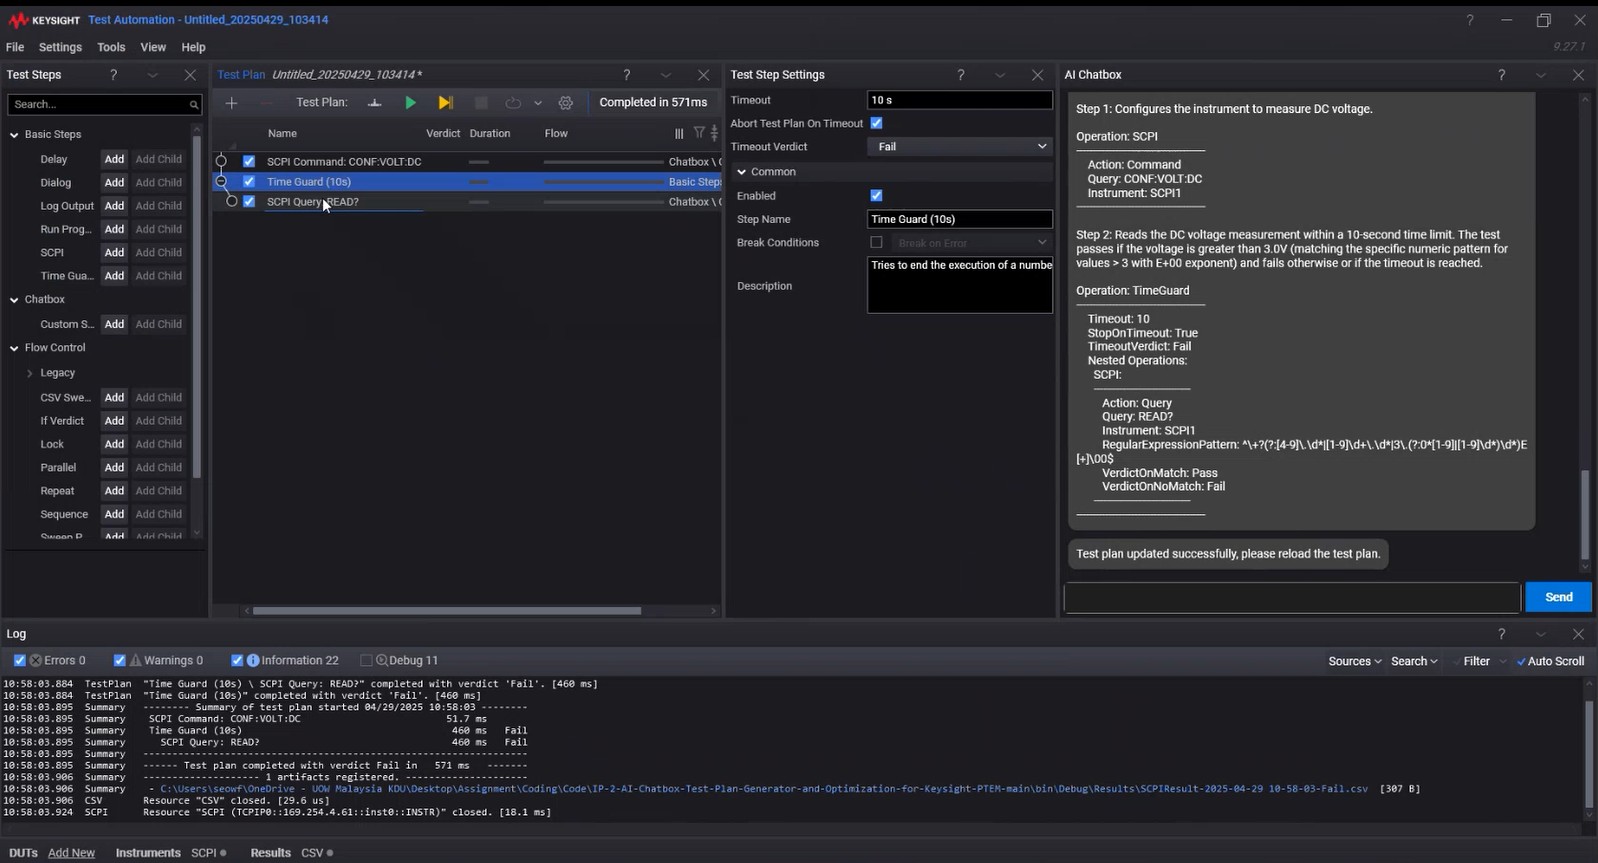 KEYSIGHT Test Automation - Untitled_20250429_103414
File Settings Tools View Help
9.27.1
Test Steps
Search...
Basic Steps
Delay Add Add Child
Dialog Add Add Child
Log Output Add Add Child
Run Prog... Add Add Child
SCPI Add Add Child
Time Gua... Add Add Child
Chatbox
Custom S... Add Add Child
Flow Control
Legacy
CSV Swe... Add Add Child
If Verdict Add Add Child
Lock Add Add Child
Parallel Add Add Child
Repeat Add Add Child
Sequence Add Add Child
Sweep P Add Add Child
Test Plan Untitled_20250429_103414*
Test Plan: Completed in 571ms
Name Verdict Duration Flow
SCPI Command: CONF:VOLT:DC Chatbox \ C
Time Guard (10s) Basic Steps
SCPI Query: READ? Chatbox \ C
Test Step Settings
Timeout 10 s
Abort Test Plan On Timeout
Timeout Verdict Fail
Common
Enabled
Step Name Time Guard (10s)
Break Conditions Break on Error
Description Tries to end the execution of a numbe
AI Chatbox
Step 1: Configures the instrument to measure DC voltage.
Operation: SCPI
Action: Command
Query: CONF:VOLT:DC
Instrument: SCPI1
Step 2: Reads the DC voltage measurement within a 10-second time limit. The test
passes if the voltage is greater than 3.0V (matching the specific numeric pattern for
values > 3 with E+00 exponent) and fails otherwise or if the timeout is reached.
Operation: TimeGuard
Timeout: 10
StopOnTimeout: True
TimeoutVerdict: Fail
Nested Operations:
SCPI:
Action: Query
Query: READ?
Instrument: SCPI1
RegularExpressionPattern: ^\+?(?:[4-9]\.\d*|[1-9]\d+\.\d*|3\.(?:0*[1-9]|[1-9]\d*)\d*)E
[+]\00$
VerdictOnMatch: Pass
VerdictOnNoMatch: Fail
Test plan updated successfully, please reload the test plan.
Send
Log
Errors 0 Warnings 0 Information 22 Debug 11 Sources Search Filter Auto Scroll
10:58:03.884 TestPlan "Time Guard (10s) \ SCPI Query: READ?" completed with verdict 'Fail'. [460 ms]
10:58:03.884 TestPlan "Time Guard (10s)" completed with verdict 'Fail'. [460 ms]
10:58:03.895 Summary -------- Summary of test plan started 04/29/2025 10:58:03 --------
10:58:03.895 Summary SCPI Command: CONF:VOLT:DC 51.7 ms
10:58:03.895 Summary Time Guard (10s) 460 ms Fail
10:58:03.895 Summary SCPI Query: READ? 460 ms Fail
10:58:03.895 Summary ----------------------------------------------------------------
10:58:03.895 Summary ------ Test plan completed with verdict Fail in 571 ms -------
10:58:03.906 Summary -------------------- 1 artifacts registered. --------------------
10:58:03.906 Summary - C:\Users\seowf\OneDrive - UOW Malaysia KDU\Desktop\Assignment\Coding\Code\IP-2-AI-Chatbox-Test-Plan-Generator-and-Optimization-for-Keysight-PTEM-main\bin\Debug\Results\SCPIResult-2025-04-29 10-58-03-Fail.csv [307 B]
10:58:03.906 CSV Resource "CSV" closed. [29.6 us]
10:58:03.924 SCPI Resource "SCPI (TCPIP0::169.254.4.61::inst0::INSTR)" closed. [18.1 ms]
DUTs Add New Instruments SCPI Results CSV